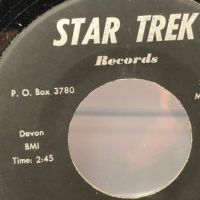 STAR TREK
Records
P. O. Box 3780
M
Devon
BMI
Time: 2:45